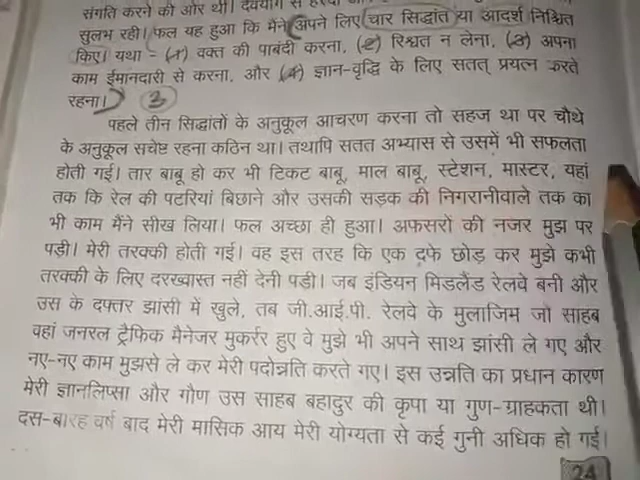 संगति करने की ओर थी। दैवयोग से
सुलभ रही। फल यह हुआ कि मैंने अपने लिए चार सिद्धांत या आदर्श निश्चित
किए। यथा – (1) वक्त की पाबंदी करना, (2) रिश्वत न लेना, (3) अपना
काम ईमानदारी से करना, और (4) ज्ञान-वृद्धि के लिए सतत् प्रयत्न करते
रहना। 3
पहले तीन सिद्धांतों के अनुकूल आचरण करना तो सहज था पर चौथे
के अनुकूल सचेष्ट रहना कठिन था। तथापि सतत अभ्यास से उसमें भी सफलता
होती गई। तार बाबू हो कर भी टिकट बाबू, माल बाबू, स्टेशन, मास्टर, यहां
तक कि रेल की पटरियां बिछाने और उसकी सड़क की निगरानीवाले तक का
भी काम मैंने सीख लिया। फल अच्छा ही हुआ। अफसरों की नजर मुझ पर
पड़ी। मेरी तरक्की होती गई। वह इस तरह कि एक दफे छोड़ कर मुझे कभी
तरक्की के लिए दरख्वास्त नहीं देनी पड़ी। जब इंडियन मिडलैंड रेलवे बनी और
उस के दफ्तर झांसी में खुले, तब जी.आई.पी. रेलवे के मुलाजिम जो साहब
वहां जनरल ट्रैफिक मैनेजर मुकर्रर हुए वे मुझे भी अपने साथ झांसी ले गए और
नए-नए काम मुझसे ले कर मेरी पदोन्नति करते गए। इस उन्नति का प्रधान कारण
मेरी ज्ञानलिप्सा और गौण उस साहब बहादुर की कृपा या गुण-ग्राहकता थी।
दस-बारह वर्ष बाद मेरी मासिक आय मेरी योग्यता से कई गुनी अधिक हो गई।
24